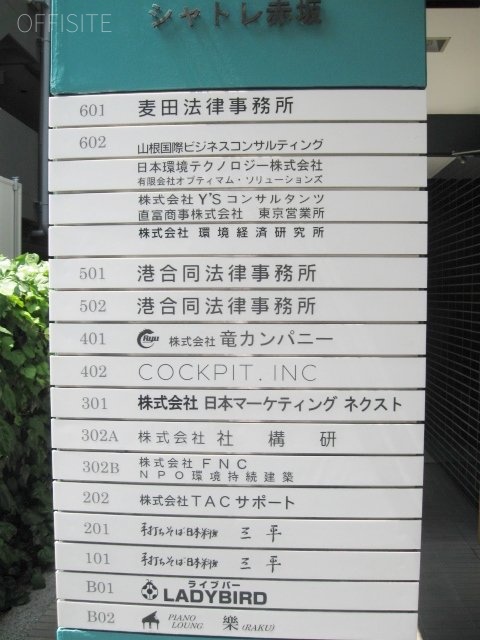 OFFISITE
シャトレ赤坂
601 麦田法律事務所
602 山根国際ビジネスコンサルティング
日本環境テクノロジー株式会社
有限会社オプティマム・ソリューションズ
株式会社 Y'S コンサルタンツ
直富商事株式会社 東京営業所
株式会社 環境経済研究所
501 港合同法律事務所
502 港合同法律事務所
401 Ryu 株式会社 竜カンパニー
402 COCKPIT.INC
301 株式会社 日本マーケティング ネクスト
302A 株式会社 社 構 研
302B 株式会社 FNC
NPO環境持続建築
202 株式会社TACサポート
201 手打ちそば・日本料理 三平
101 手打ちそば・日本料理 三平
ライブバー
B01 LADYBIRD
B02 PIANO LOUNG 樂 (RAKU)